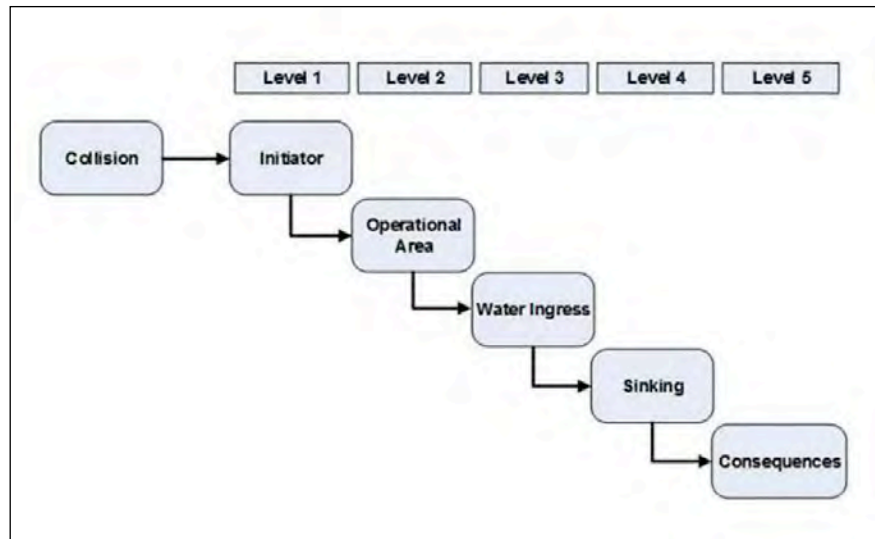 Level 1 Level 2 Level 3 Level 4 Level 5
Collision Initiator
Operational
Area
Water Ingress
Sinking
Consequences